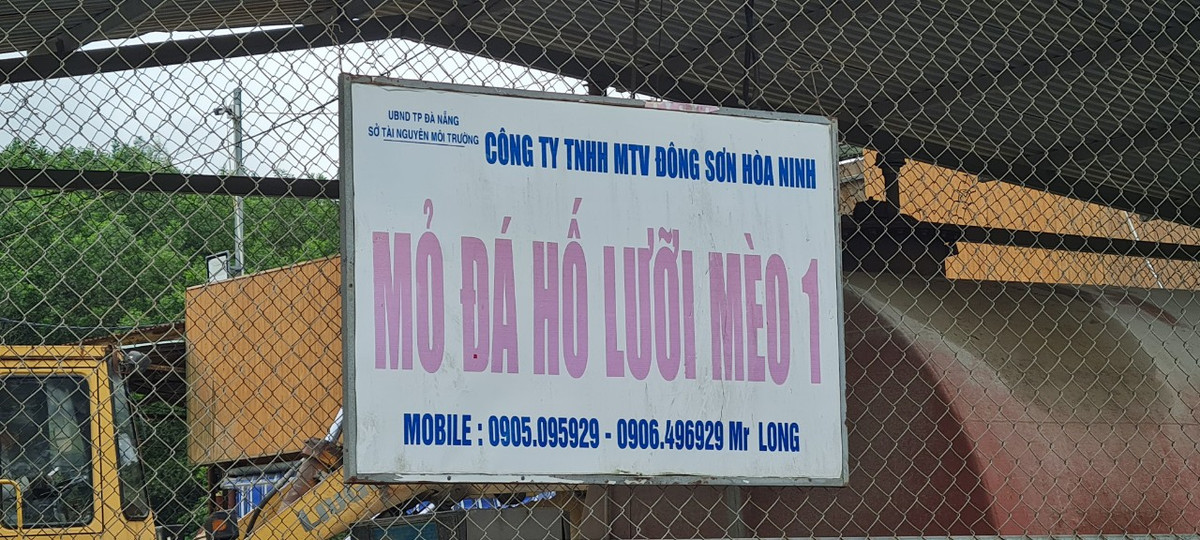 UBND TP ĐÀ NẴNG
SỞ TÀI NGUYÊN MÔI TRƯỜNG
CÔNG TY TNHH MTV ĐÔNG SƠN HÒA NINH
MỎ ĐÁ HỐ LƯỠI MÈO 1
MOBILE : 0905.095929 - 0906.496929 Mr LONG